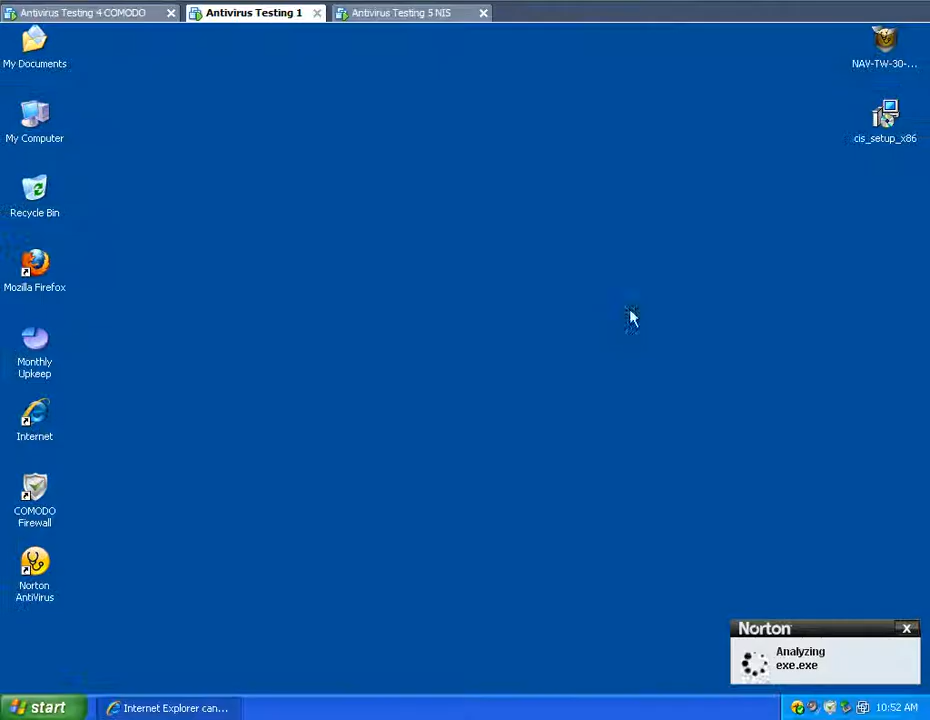 Antivirus Testing 4 COMODO
Antivirus Testing 1
Antivirus Testing 5 NIS
My Documents
NAV-TW-30-...
My Computer
cis_setup_x86
Recycle Bin
Mozilla Firefox
Monthly
Upkeep
Internet
COMODO
Firewall
Norton
AntiVirus
Norton
Analyzing
exe.exe
start
Internet Explorer can...
10:52 AM